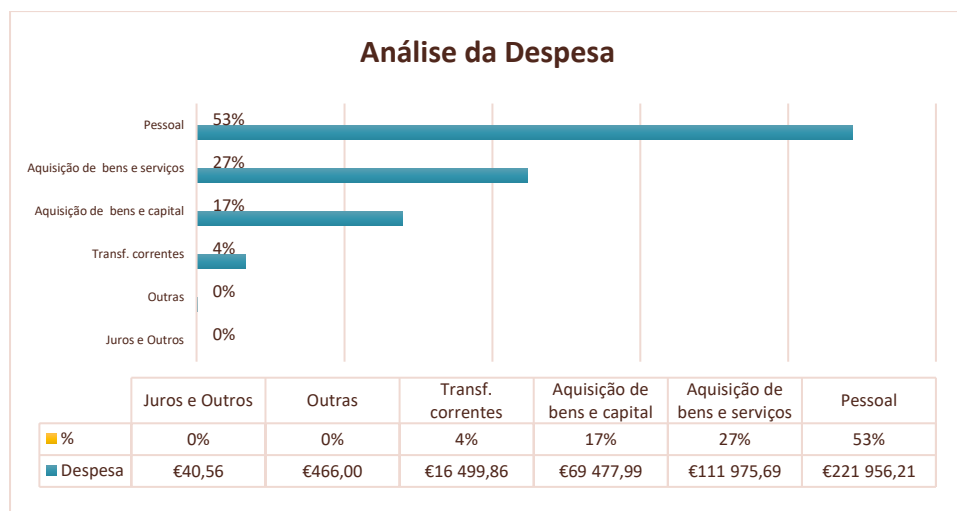 Análise da Despesa
Pessoal
53%
Aquisição de bens e serviços
27%
Aquisição de bens e capital
17%
Transf. correntes
4%
Outras
0%
Juros e Outros
0%
Juros e Outros
Outras
Transf.
correntes
Aquisição de
bens e capital
Aquisição de
bens e serviços
Pessoal
% 0% 0% 4% 17% 27% 53%
Despesa €40,56 €466,00 €16 499,86 €69 477,99 €111 975,69 €221 956,21